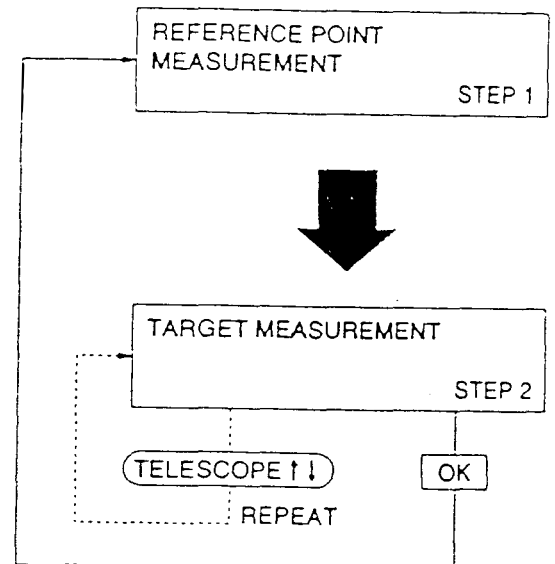 REFERENCE POINT
MEASUREMENT
STEP 1
TARGET MEASUREMENT
STEP 2
TELESCOPE ↑↓
OK
REPEAT